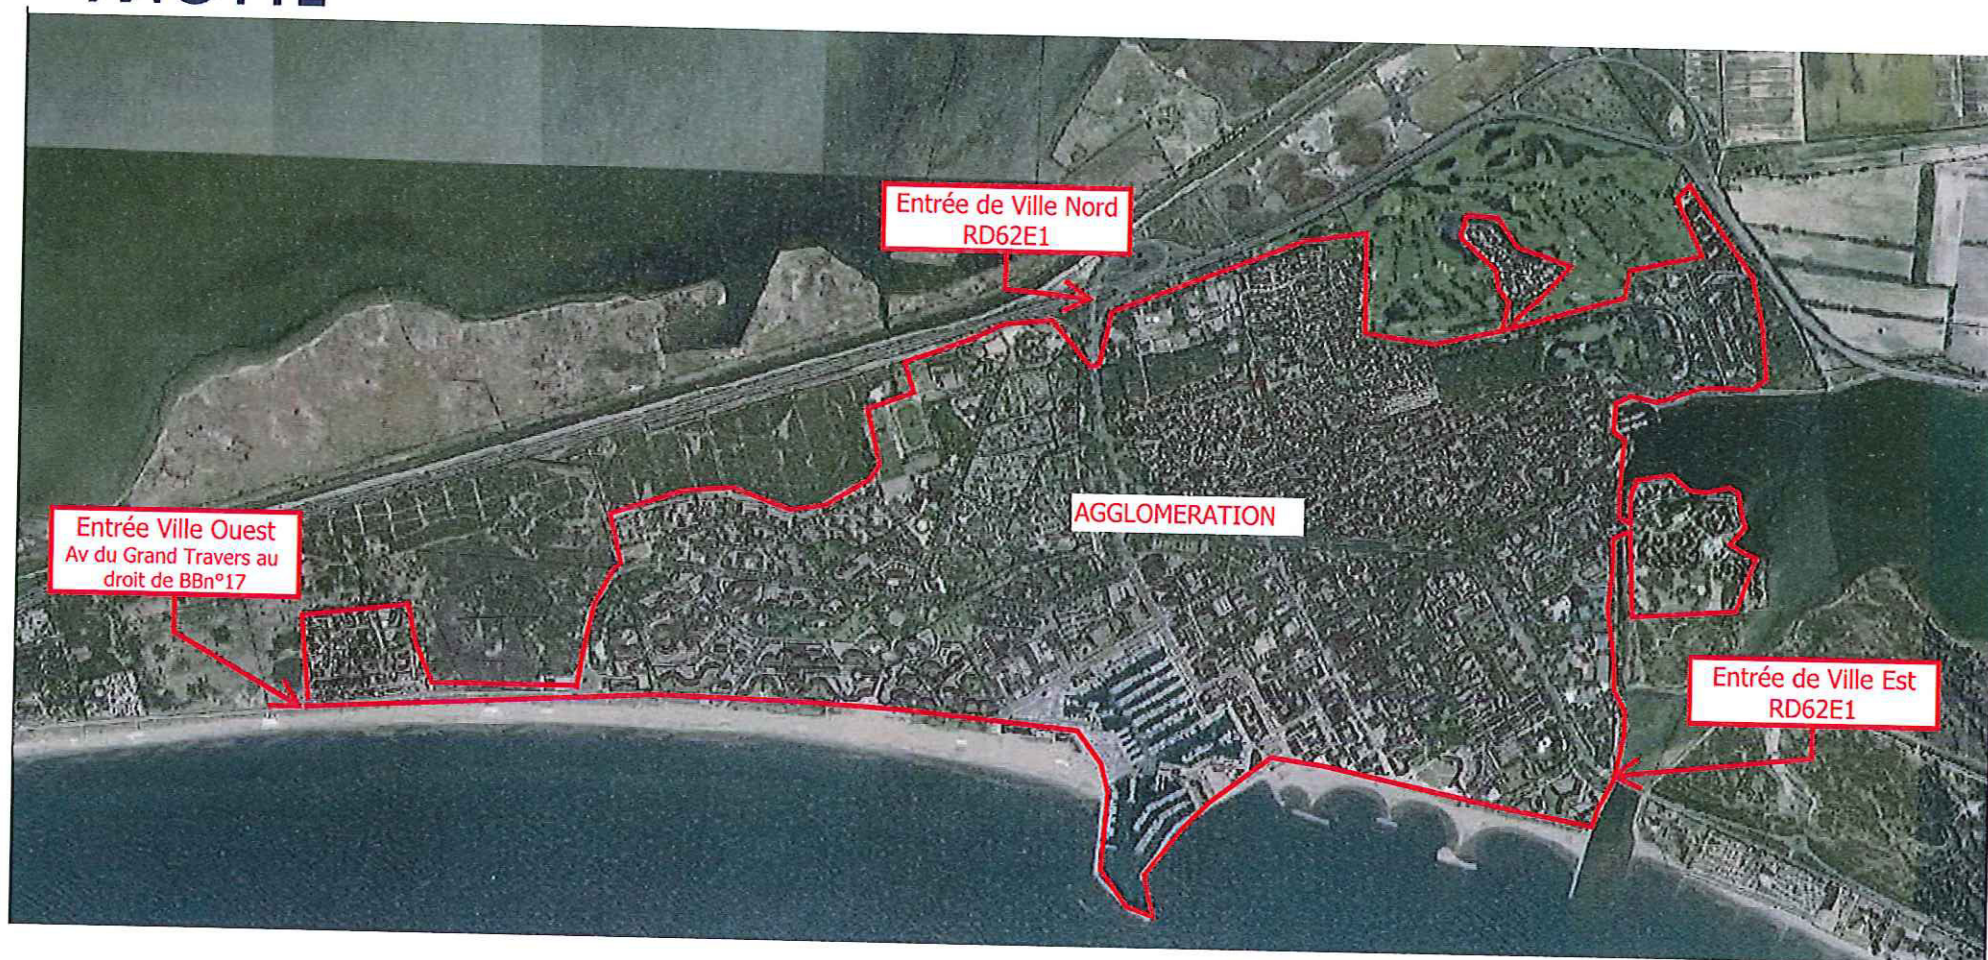 Entrée de Ville Nord
RD62E1
AGGLOMERATION
Entrée Ville Ouest
Av du Grand Travers au
droit de BBn°17
Entrée de Ville Est
RD62E1